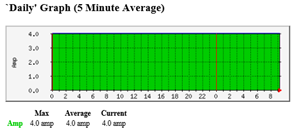 `Daily' Graph (5 Minute Average)
4.0
3.0
2.0
1.0
0.0
Amp
0 2 4 6 8 10 12 14 16 18 20 22 0 2 4 6 8
Max Average Current
Amp 4.0 amp 4.0 amp 4.0 amp